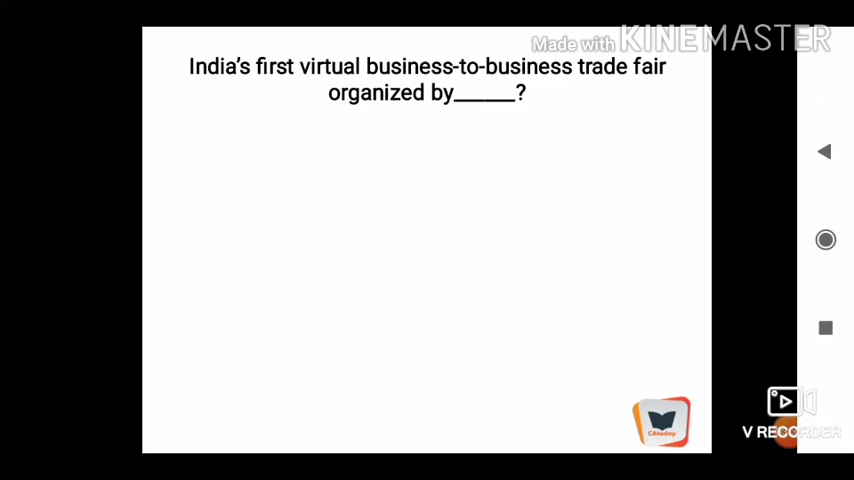 Made with KINEMASTER
India's first virtual business-to-business trade fair
organized by______?
CAtoday
V RECORDER